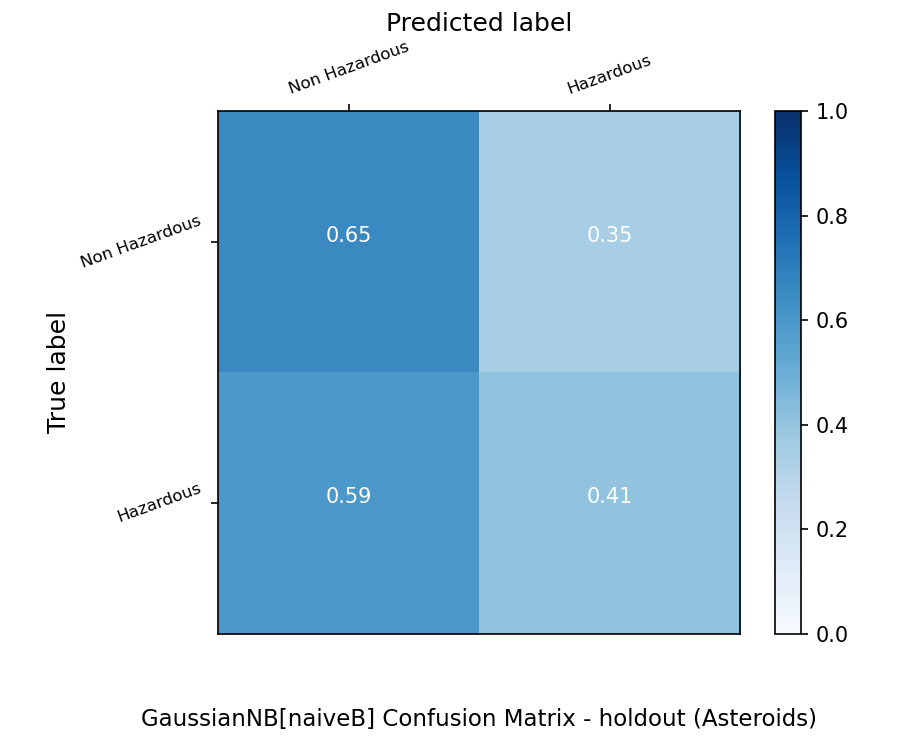 Predicted label
Non Hazardous
Hazardous
1.0
Non Hazardous
0.65
0.35
0.8
True label
0.6
0.4
Hazardous
0.59
0.41
0.2
0.0
GaussianNB[naiveB] Confusion Matrix - holdout (Asteroids)